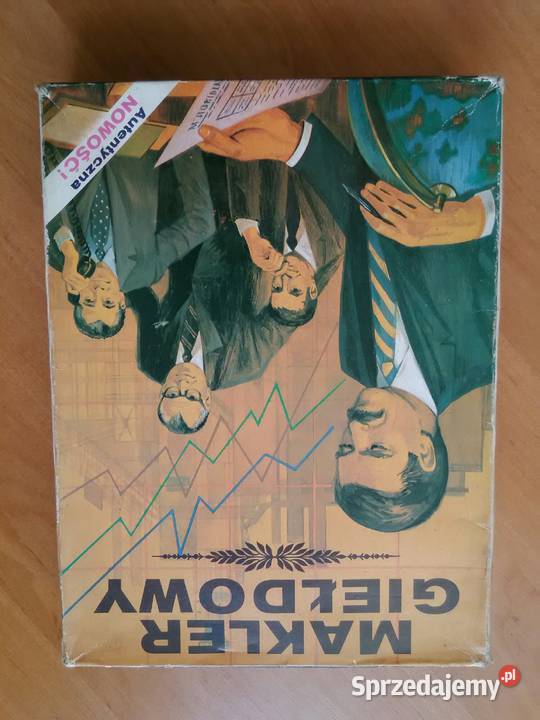 MAKLER
GIEŁDOWY
Autentyczna
NOWOŚĆ!
Sprzedajemy.pl